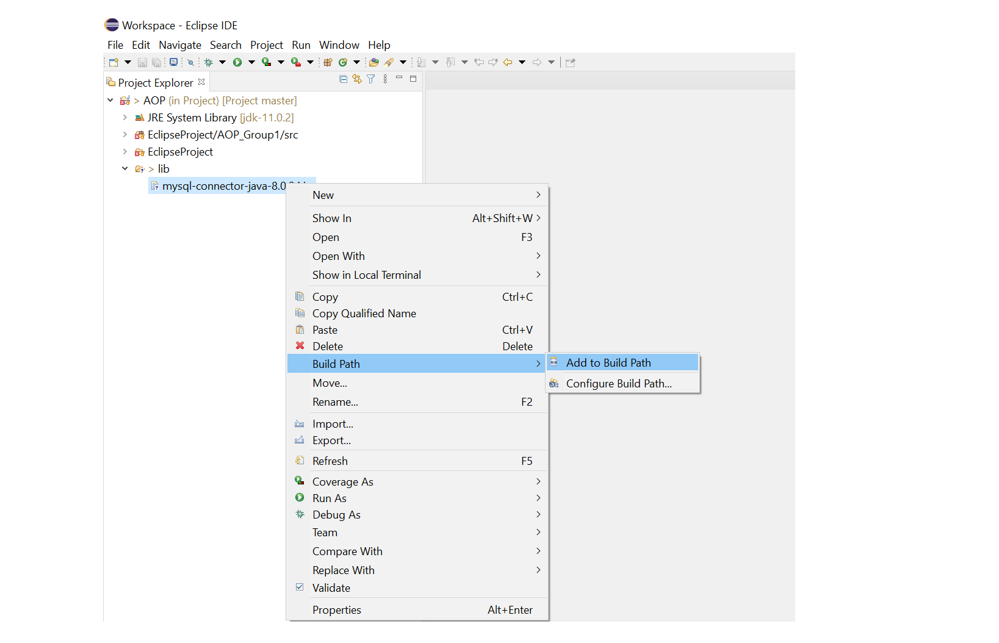 Workspace - Eclipse IDE
File Edit Navigate Search Project Run Window Help
Project Explorer
> AOP (in Project) [Project master]
JRE System Library [jdk-11.0.2]
EclipseProject/AOP_Group1/src
EclipseProject
> lib
mysql-connector-java-8.0
New
Show In Alt+Shift+W
Open F3
Open With
Show in Local Terminal
Copy Ctrl+C
Copy Qualified Name
Paste Ctrl+V
Delete Delete
Build Path
Add to Build Path
Configure Build Path...
Move...
Rename... F2
Import...
Export...
Refresh F5
Coverage As
Run As
Debug As
Team
Compare With
Replace With
Validate
Properties Alt+Enter